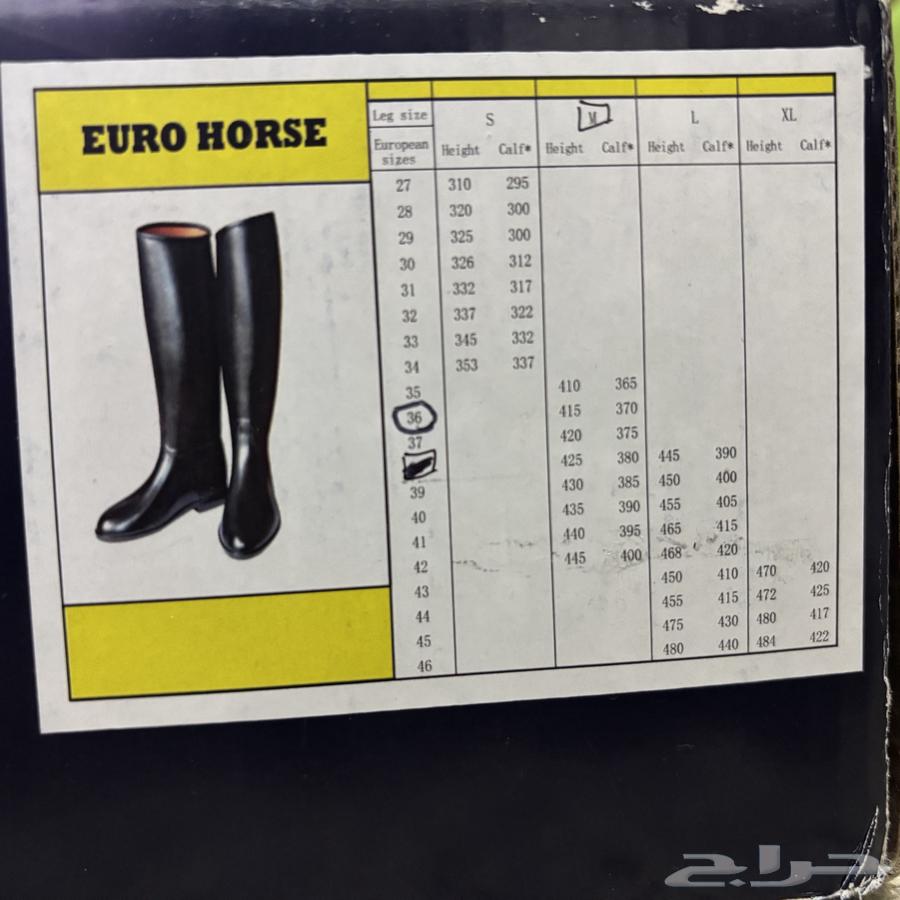 EURO HORSE
Leg size S M L XL
European sizes Height Calf* Height Calf* Height Calf* Height Calf*
27 310 295
28 320 300
29 325 300
30 326 312
31 332 317
32 337 322
33 345 332
34 353 337
35 410 365
36 415 370
37 420 375
425 380 445 390
39 430 385 450 400
40 435 390 455 405
41 440 395 465 415
42 445 400 468 420
43 450 410 470 420
44 455 415 472 425
45 475 430 480 417
46 480 440 484 422
حراج